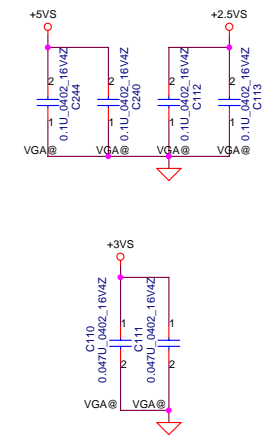 +5VS
+2.5VS
2
2
2
2
0.1U_0402_16V4Z
C244
0.1U_0402_16V4Z
C240
0.1U_0402_16V4Z
C112
0.1U_0402_16V4Z
C113
1
1
1
1
VGA@
VGA@
VGA@
VGA@
+3VS
C110
0.047U_0402_16V4Z
C111
0.047U_0402_16V4Z
1
1
2
2
VGA@
VGA@